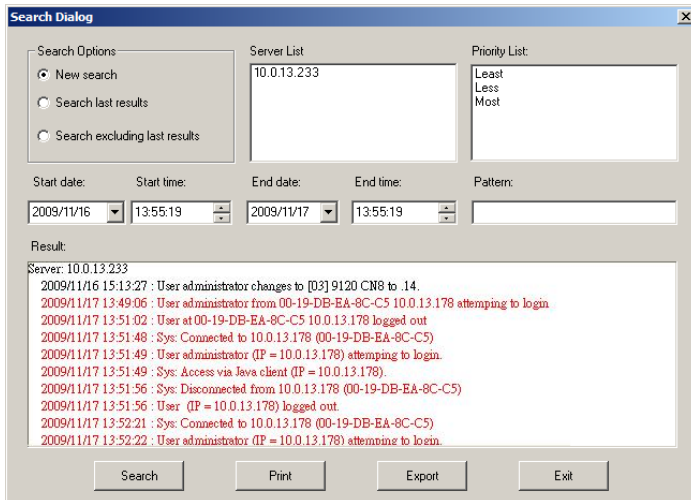 Search Dialog
Search Options
New search
Search last results
Search excluding last results
Server List
10.0.13.233
Priority List:
Least
Less
Most
Start date:
Start time:
End date:
End time:
Pattern:
2009/11/16
13:55:19
2009/11/17
13:55:19
Result:
Server: 10.0.13.233
2009/11/16 15:13:27 : User administrator changes to [03] 9120 CN8 to .14.
2009/11/17 13:49:06 : User administrator from 00-19-DB-EA-8C-C5 10.0.13.178 attemping to login
2009/11/17 13:51:02 : User at 00-19-DB-EA-8C-C5 10.0.13.178 logged out
2009/11/17 13:51:48 : Sys: Connected to 10.0.13.178 (00-19-DB-EA-8C-C5)
2009/11/17 13:51:49 : User administrator (IP = 10.0.13.178) attemping to login.
2009/11/17 13:51:49 : Sys: Access via Java client (IP = 10.0.13.178).
2009/11/17 13:51:56 : Sys: Disconnected from 10.0.13.178 (00-19-DB-EA-8C-C5)
2009/11/17 13:51:56 : User (IP = 10.0.13.178) logged out.
2009/11/17 13:52:21 : Sys: Connected to 10.0.13.178 (00-19-DB-EA-8C-C5)
2009/11/17 13:52:22 : User administrator (IP = 10.0.13.178) attemping to login.
Search
Print
Export
Exit